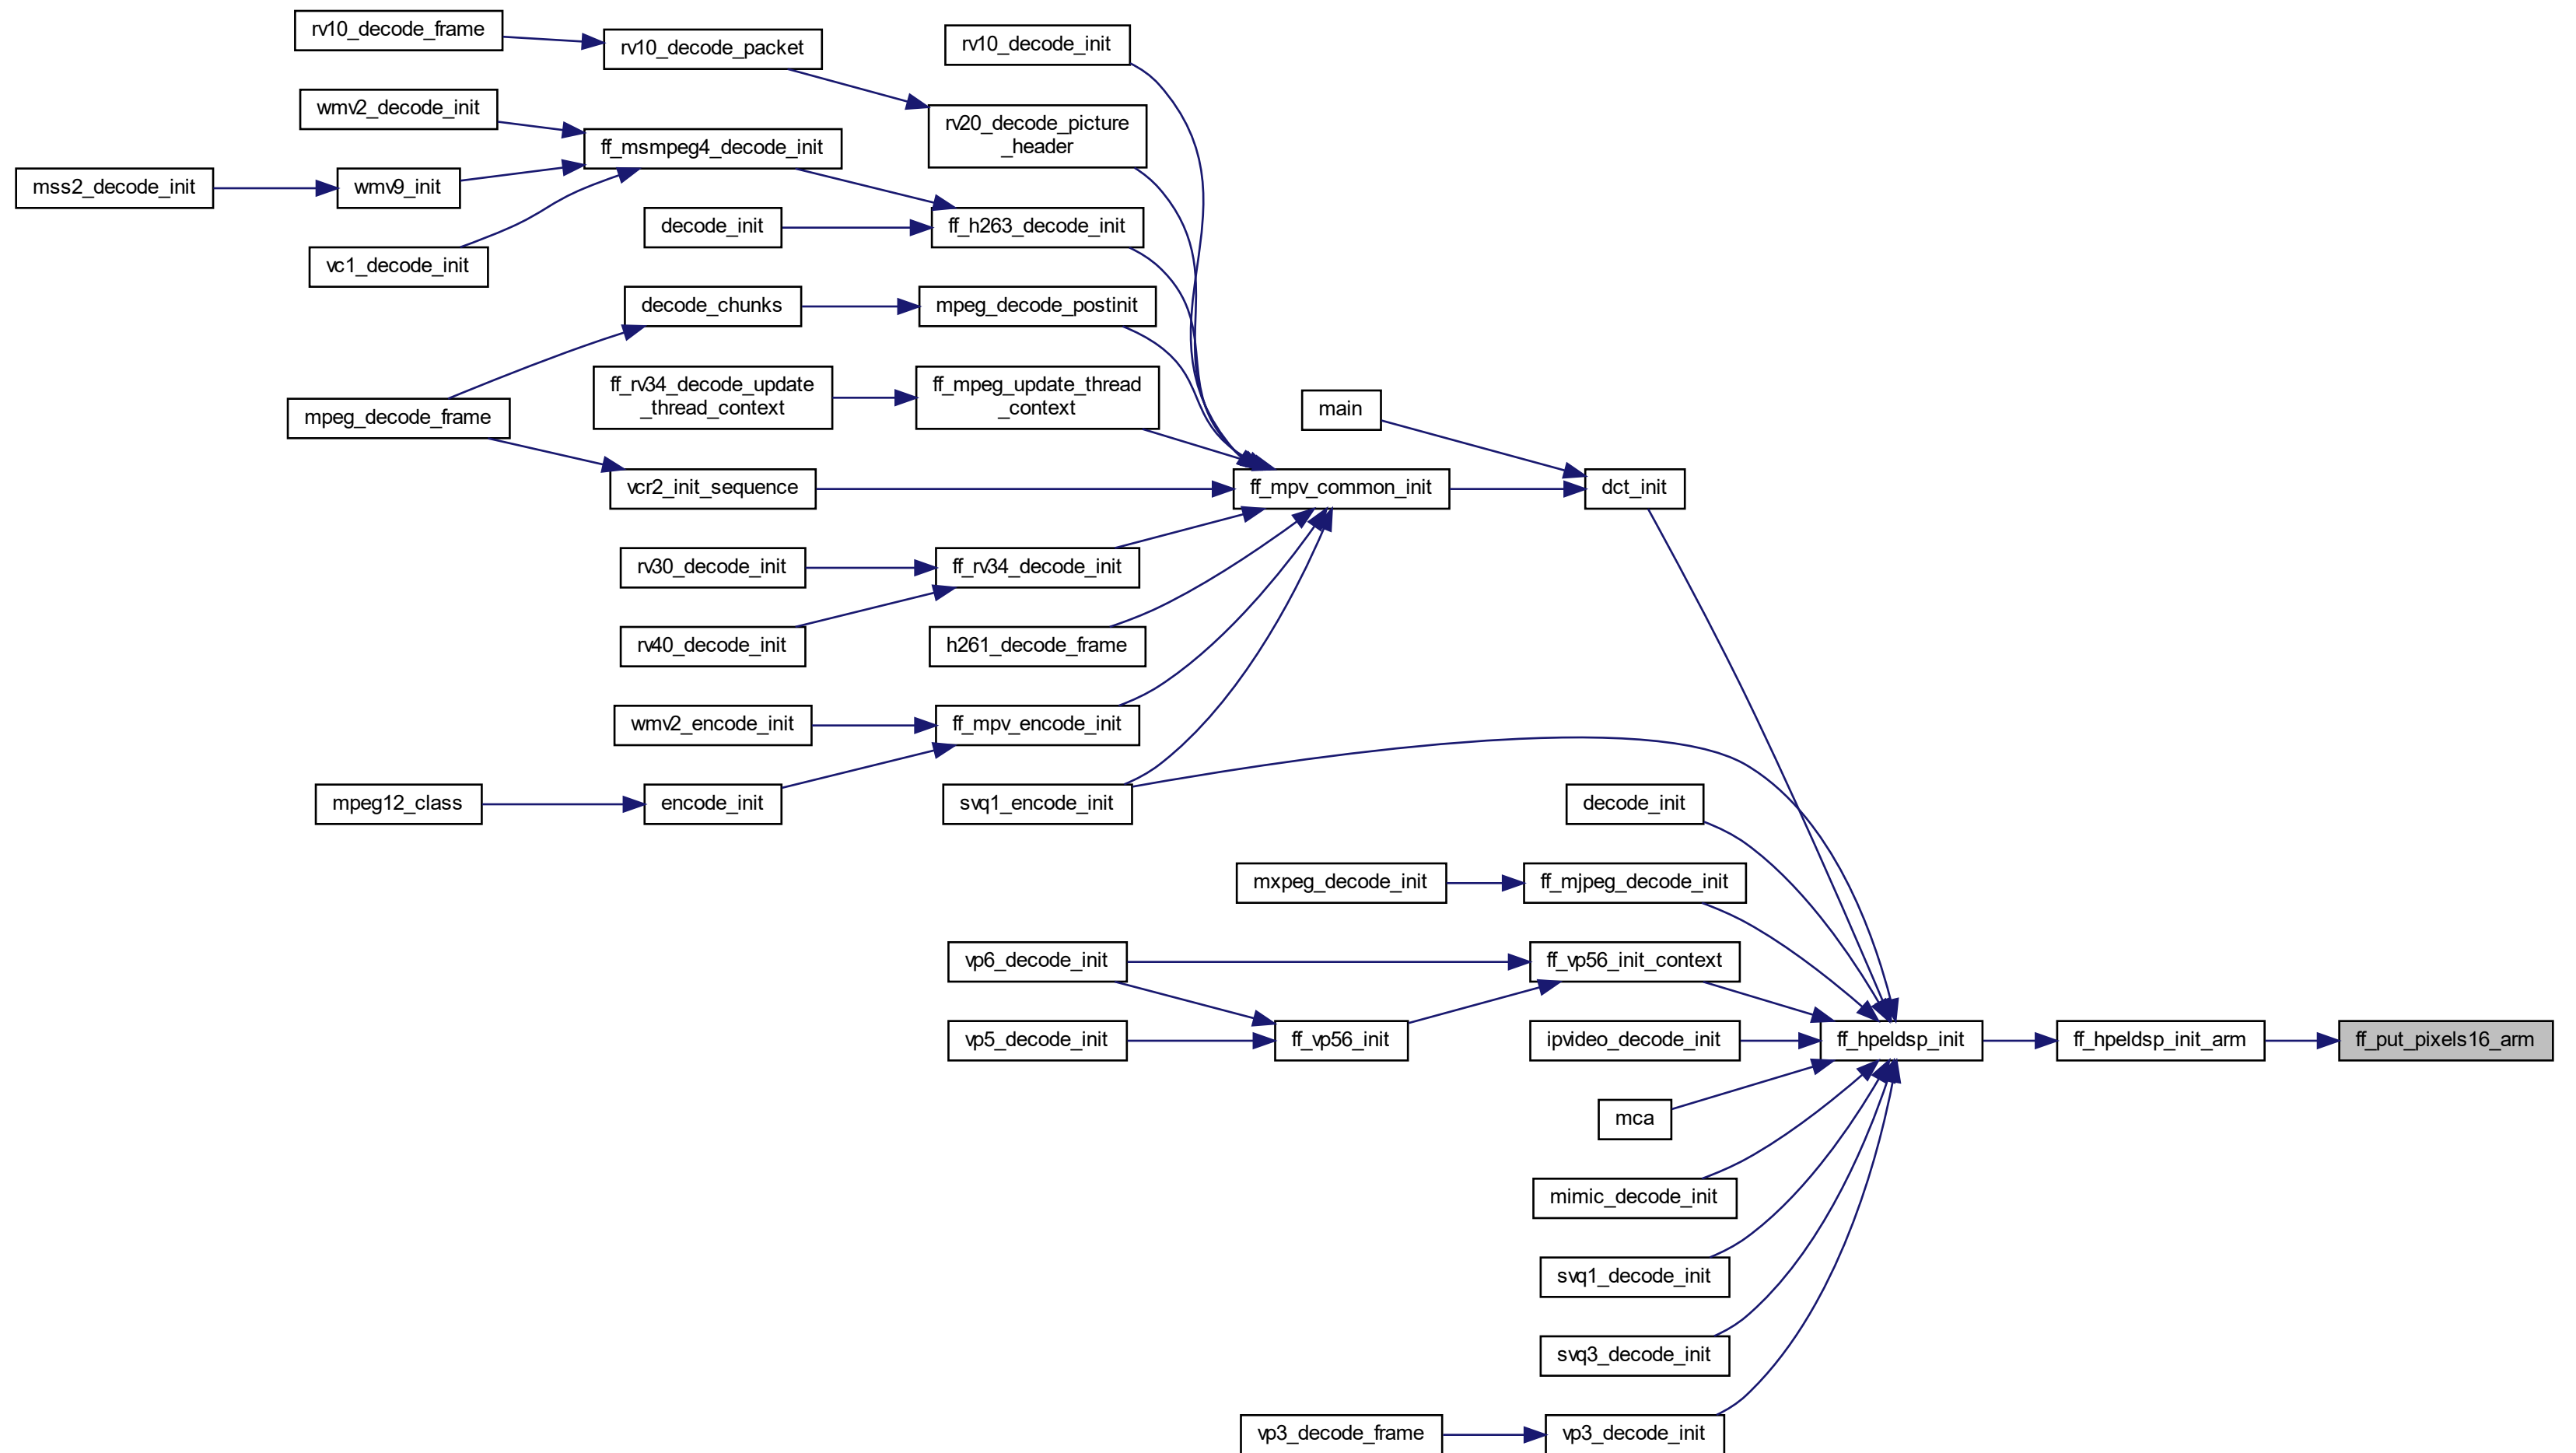 rv10_decode_frame
rv10_decode_packet
rv10_decode_init
wmv2_decode_init
rv20_decode_picture
_header
ff_msmpeg4_decode_init
mss2_decode_init
wmv9_init
decode_init
ff_h263_decode_init
vc1_decode_init
decode_chunks
mpeg_decode_postinit
ff_rv34_decode_update
_thread_context
ff_mpeg_update_thread
_context
main
mpeg_decode_frame
vcr2_init_sequence
ff_mpv_common_init
dct_init
rv30_decode_init
ff_rv34_decode_init
rv40_decode_init
h261_decode_frame
wmv2_encode_init
ff_mpv_encode_init
mpeg12_class
encode_init
svq1_encode_init
decode_init
mxpeg_decode_init
ff_mjpeg_decode_init
vp6_decode_init
ff_vp56_init_context
vp5_decode_init
ff_vp56_init
ipvideo_decode_init
ff_hpeldsp_init
ff_hpeldsp_init_arm
ff_put_pixels16_arm
mca
mimic_decode_init
svq1_decode_init
svq3_decode_init
vp3_decode_frame
vp3_decode_init